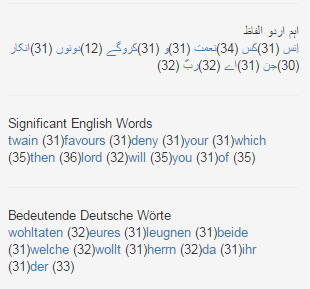 اہم اردو الفاظ
اِنس (31)کس (34)نعمت (31)و (31)کروگے (12)دونوں (31)انکار
(30)جن (31)اے (32)ربّ (32)
Significant English Words
twain (31)favours (31)deny (31)your (31)which
(35)then (36)lord (32)will (35)you (31)of (35)
Bedeutende Deutsche Wörte
wohltaten (32)eures (31)leugnen (31)beide
(31)welche (32)wollt (31)herrn (32)da (31)ihr
(31)der (33)